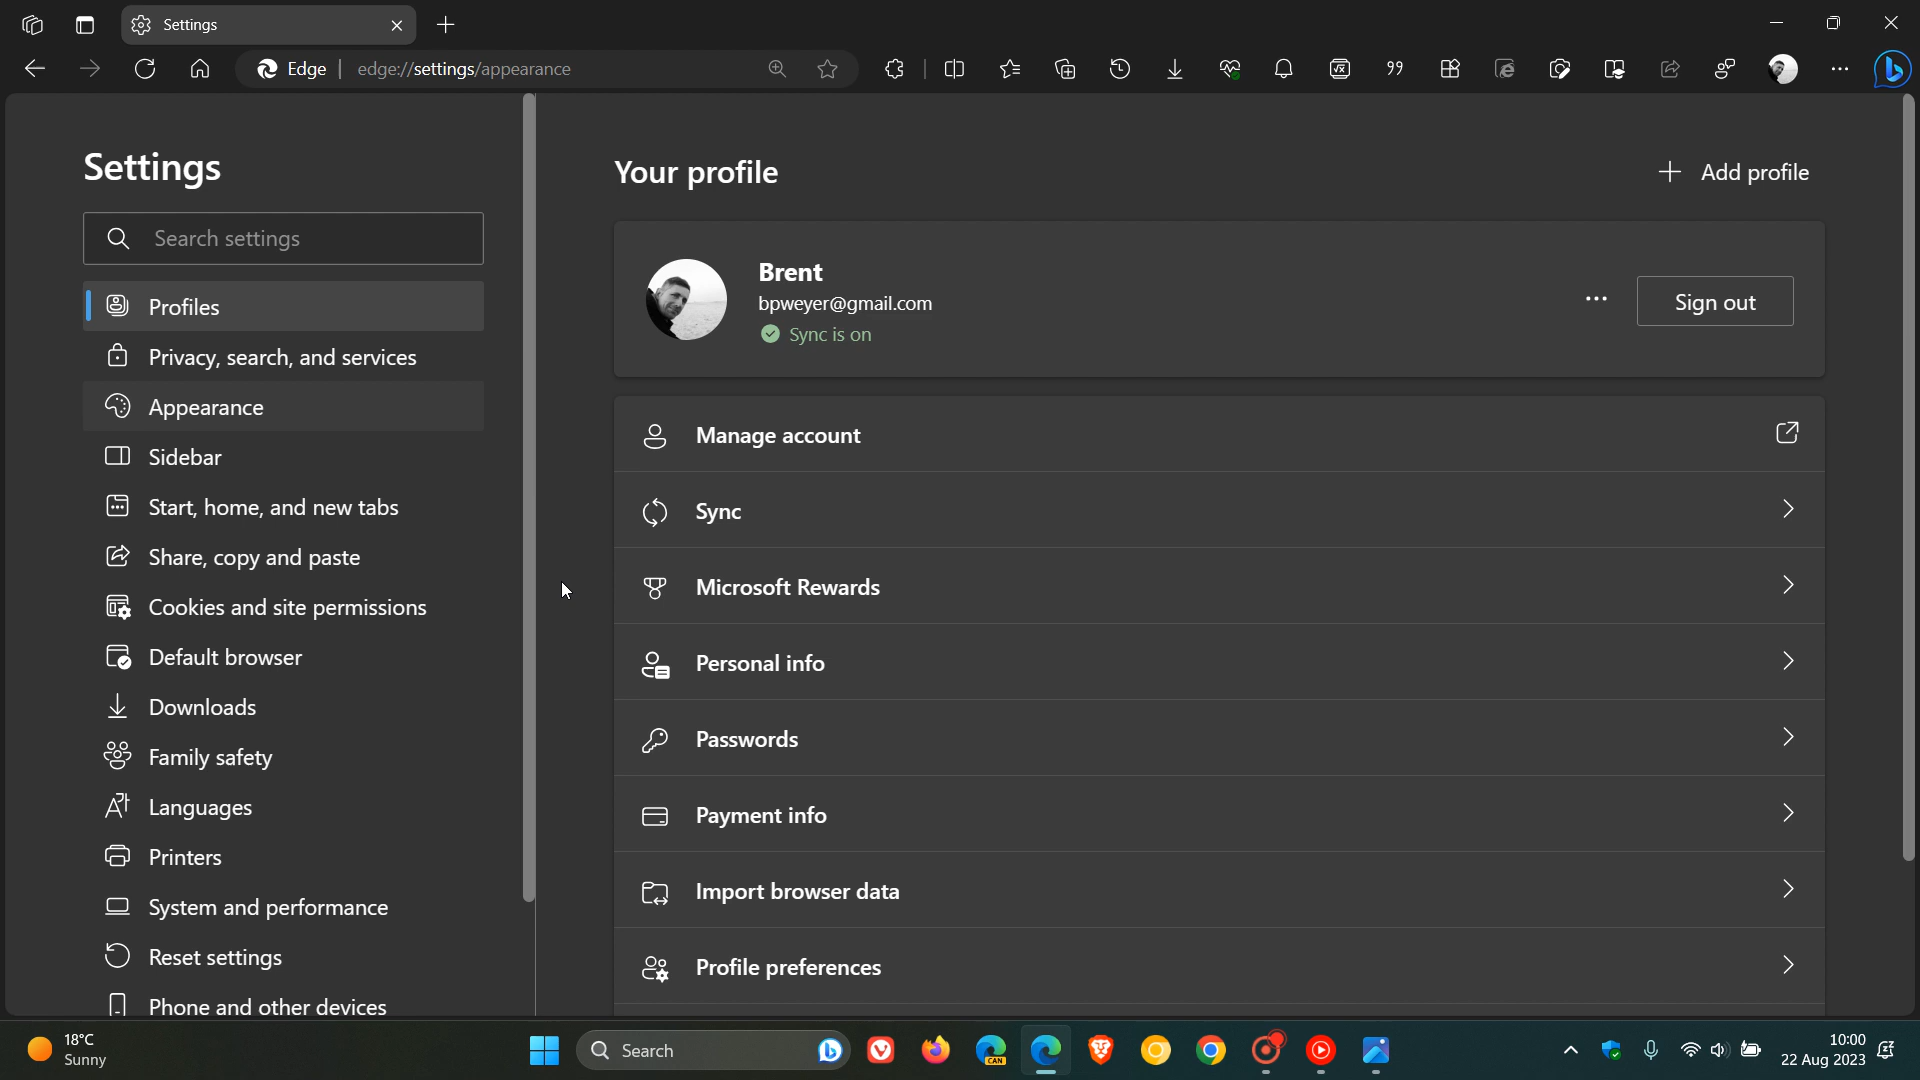 Settings
Edge
edge://settings/appearance
Settings
Search settings
Profiles
Privacy, search, and services
Appearance
Sidebar
Start, home, and new tabs
Share, copy and paste
Cookies and site permissions
Default browser
Downloads
Family safety
Languages
Printers
System and performance
Reset settings
Phone and other devices
Your profile
Add profile
Brent
bpweyer@gmail.com
Sync is on
Sign out
Manage account
Sync
Microsoft Rewards
Personal info
Passwords
Payment info
Import browser data
Profile preferences
18°C
Sunny
Search
CAN
10:00
22 Aug 2023